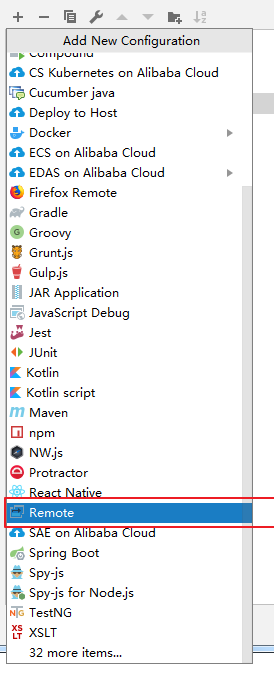 Add New Configuration
Compound
CS Kubernetes on Alibaba Cloud
Cucumber java
Deploy to Host
Docker
ECS on Alibaba Cloud
EDAS on Alibaba Cloud
Firefox Remote
Gradle
Groovy
Grunt.js
Gulp.js
JAR Application
JavaScript Debug
Jest
JUnit
Kotlin
Kotlin script
Maven
npm
NW.js
Protractor
React Native
Remote
SAE on Alibaba Cloud
Spring Boot
Spy-js
Spy-js for Node.js
TestNG
XSLT
32 more items...